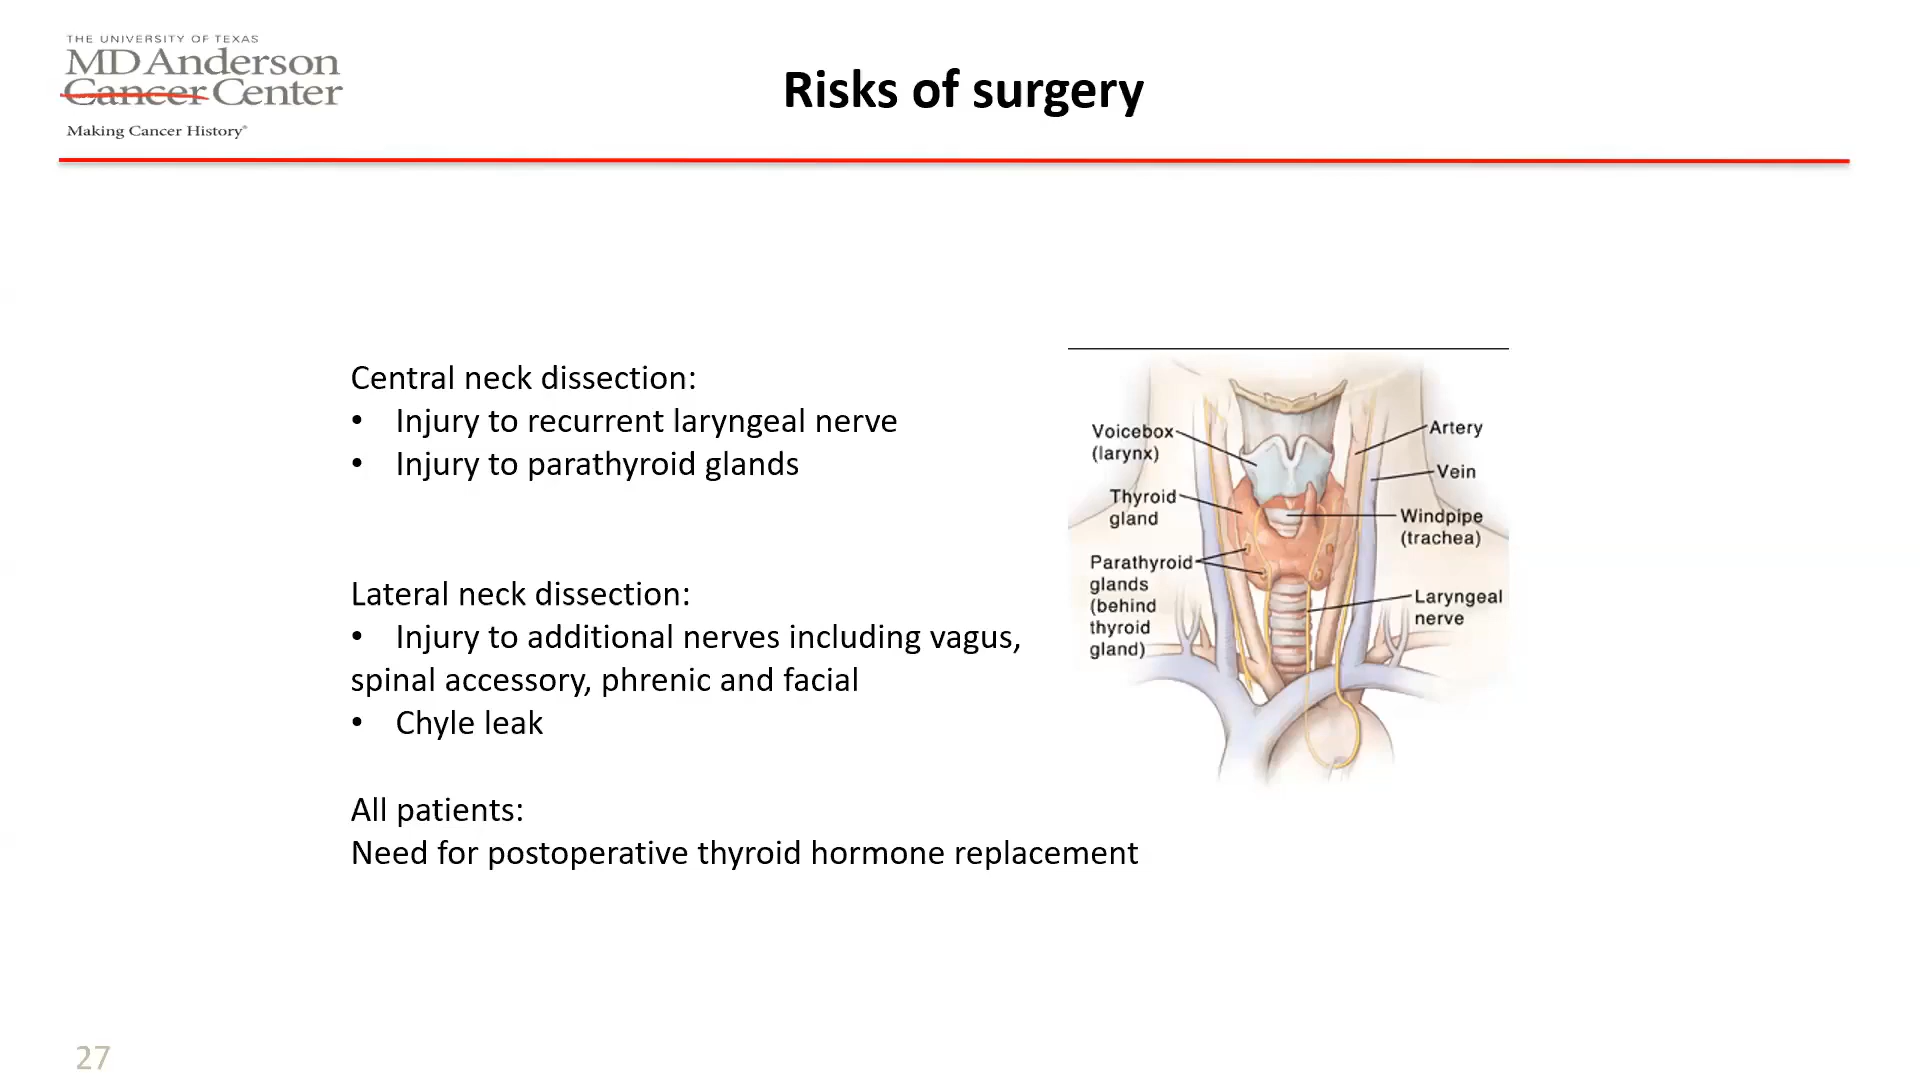 THE UNIVERSITY OF TEXAS
MD Anderson
Cancer Center
Making Cancer History®
Risks of surgery
Central neck dissection:
• Injury to recurrent laryngeal nerve
• Injury to parathyroid glands
Lateral neck dissection:
• Injury to additional nerves including vagus,
spinal accessory, phrenic and facial
• Chyle leak
All patients:
Need for postoperative thyroid hormone replacement
Voicebox
(larynx)
Thyroid
gland
Parathyroid
glands
(behind
thyroid
gland)
Artery
Vein
Windpipe
(trachea)
Laryngeal
nerve
27